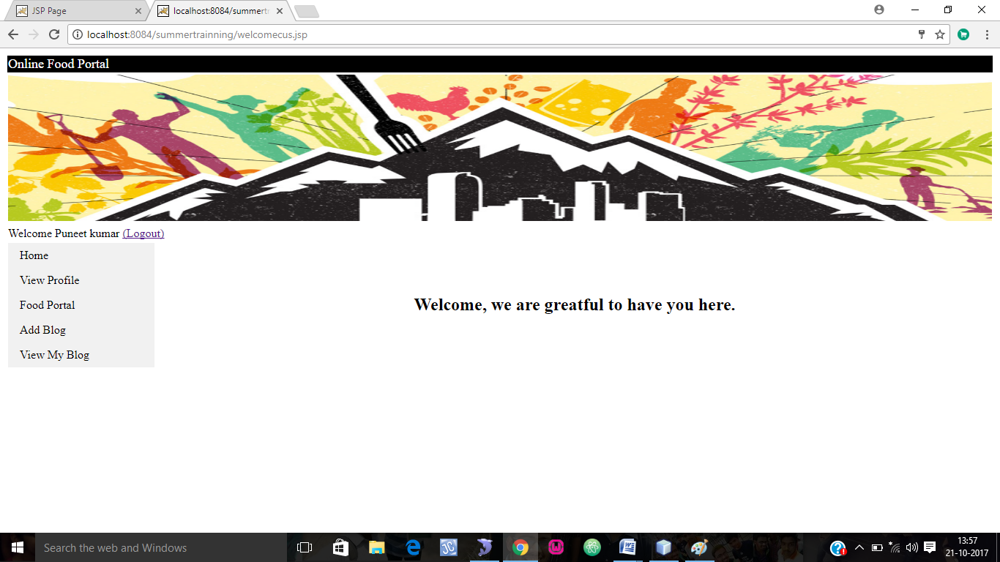 JSP Page
localhost:8084/summertr
localhost:8084/summertrainning/welcomecus.jsp
Online Food Portal
Welcome Puneet kumar (Logout)
Home
View Profile
Food Portal
Add Blog
View My Blog
Welcome, we are greatful to have you here.
Search the web and Windows
13:57
21-10-2017